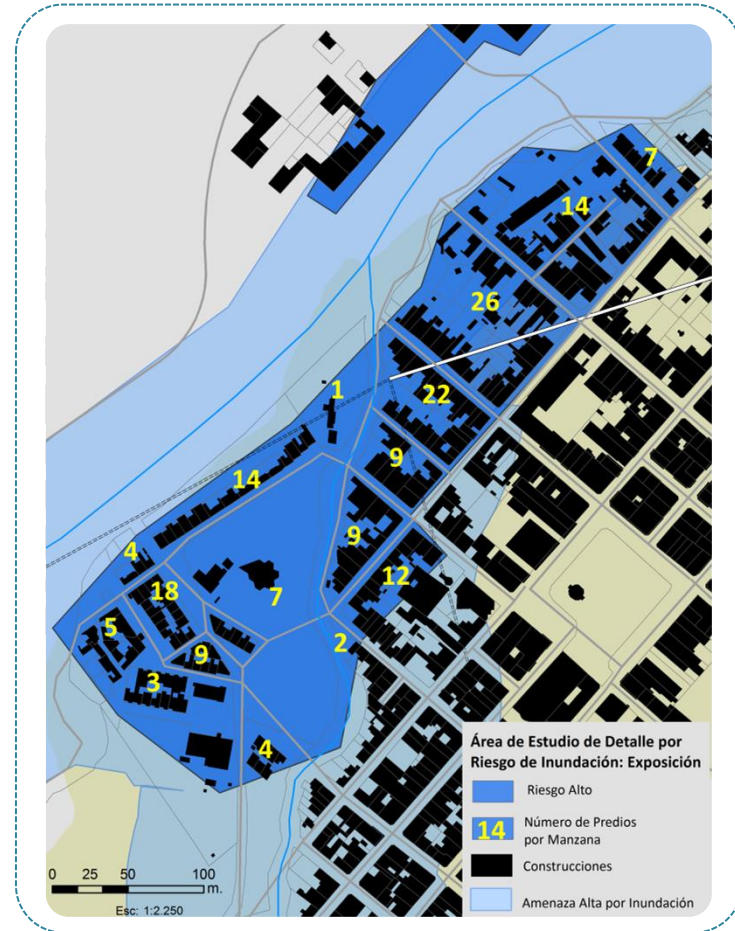 7
14
26
1
22
9
14
9
4
12
18
7
5
2
9
3
4
Área de Estudio de Detalle por
Riesgo de Inundación: Exposición
Riesgo Alto
14
Número de Predios
por Manzana
Construcciones
Amenaza Alta por Inundación
0 25 50 100
m.
Esc: 1:2.250